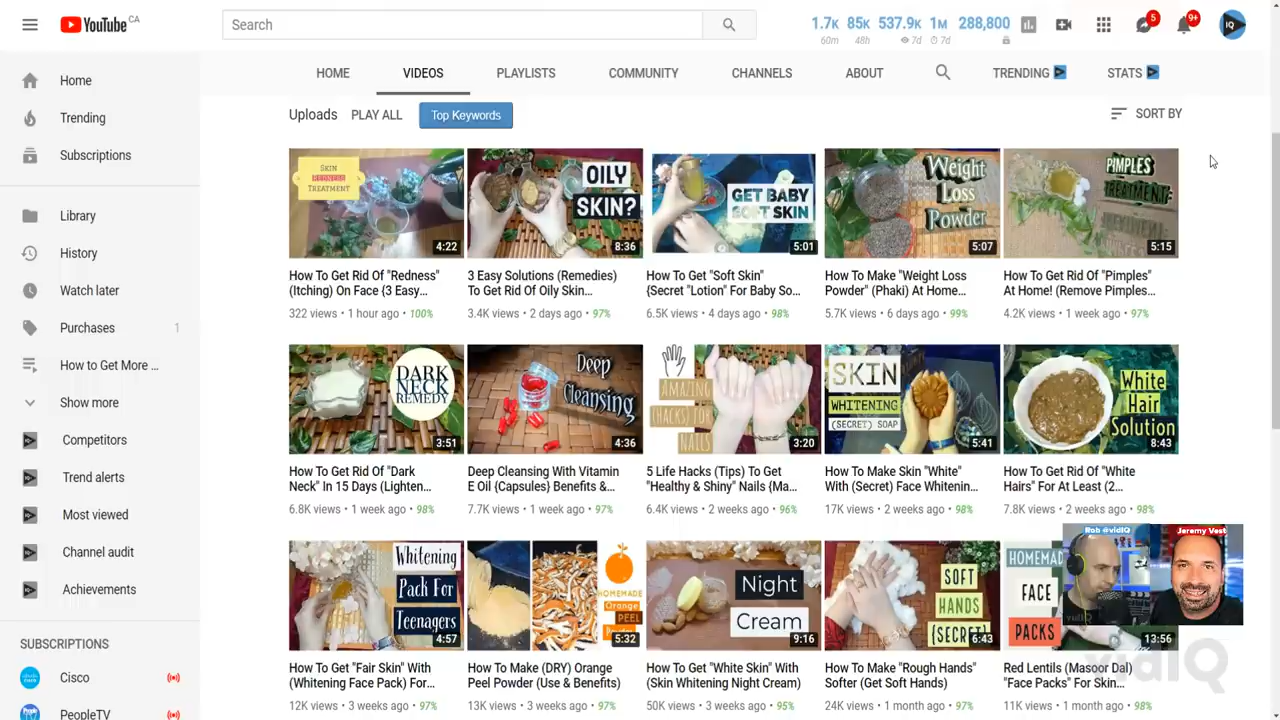 YouTube CA
Search
1.7K 85K 537.9K 1M 288,800
60m 48h 7d 7d
5
9+
IQ
HOME VIDEOS PLAYLISTS COMMUNITY CHANNELS ABOUT TRENDING STATS
Home
Trending
Subscriptions
Library
History
Watch later
Purchases 1
How to Get More ...
Show more
Competitors
Trend alerts
Most viewed
Channel audit
Achievements
SUBSCRIPTIONS
Cisco
PeopleTV
Uploads PLAY ALL Top Keywords SORT BY
SKIN
TREATMENT
4:22
How To Get Rid Of "Redness"
(Itching) On Face {3 Easy...
322 views • 1 hour ago • 100%
OILY
SKIN?
8:36
3 Easy Solutions (Remedies)
To Get Rid Of Oily Skin...
3.4K views • 2 days ago • 97%
GET BABY
SOFT SKIN
5:01
How To Get "Soft Skin"
{Secret "Lotion" For Baby So...
6.5K views • 4 days ago • 98%
Weight
Loss
Powder
5:07
How To Make "Weight Loss
Powder" (Phaki) At Home...
5.7K views • 6 days ago • 99%
PIMPLES
TREATMENT
5:15
How To Get Rid Of "Pimples"
At Home! (Remove Pimples...
4.2K views • 1 week ago • 97%
DARK
NECK
REMEDY
3:51
How To Get Rid Of "Dark
Neck" In 15 Days (Lighten...
6.8K views • 1 week ago • 98%
Deep
Cleansing
4:36
Deep Cleansing With Vitamin
E Oil {Capsules} Benefits &...
7.7K views • 1 week ago • 97%
AMAZING
(HACKS) FOR
NAILS
3:20
5 Life Hacks (Tips) To Get
"Healthy & Shiny" Nails {Ma...
6.4K views • 2 weeks ago • 96%
SKIN
WHITENING
(SECRET) SOAP
5:41
How To Make Skin "White"
With (Secret) Face Whitenin...
17K views • 2 weeks ago • 98%
White
Hair
Solution
8:43
How To Get Rid Of "White
Hairs" For At Least (2...
7.8K views • 2 weeks ago • 98%
Whitening
Pack For
Teenagers
4:57
How To Get "Fair Skin" With
(Whitening Face Pack) For...
12K views • 3 weeks ago • 97%
HOMEMADE
Orange
PEEL
5:32
How To Make (DRY) Orange
Peel Powder (Use & Benefits)
13K views • 3 weeks ago • 97%
Night
Cream
9:16
How To Get "White Skin" With
(Skin Whitening Night Cream)
50K views • 3 weeks ago • 95%
SOFT
HANDS
{SECRET}
6:43
How To Make "Rough Hands"
Softer (Get Soft Hands)
24K views • 1 month ago • 97%
HOMEMAD
FACE
PACKS
13:56
Red Lentils (Masoor Dal)
"Face Packs" For Skin...
11K views • 1 month ago • 97%
Rob @vidIQ
Jeremy Vest
vidIQ